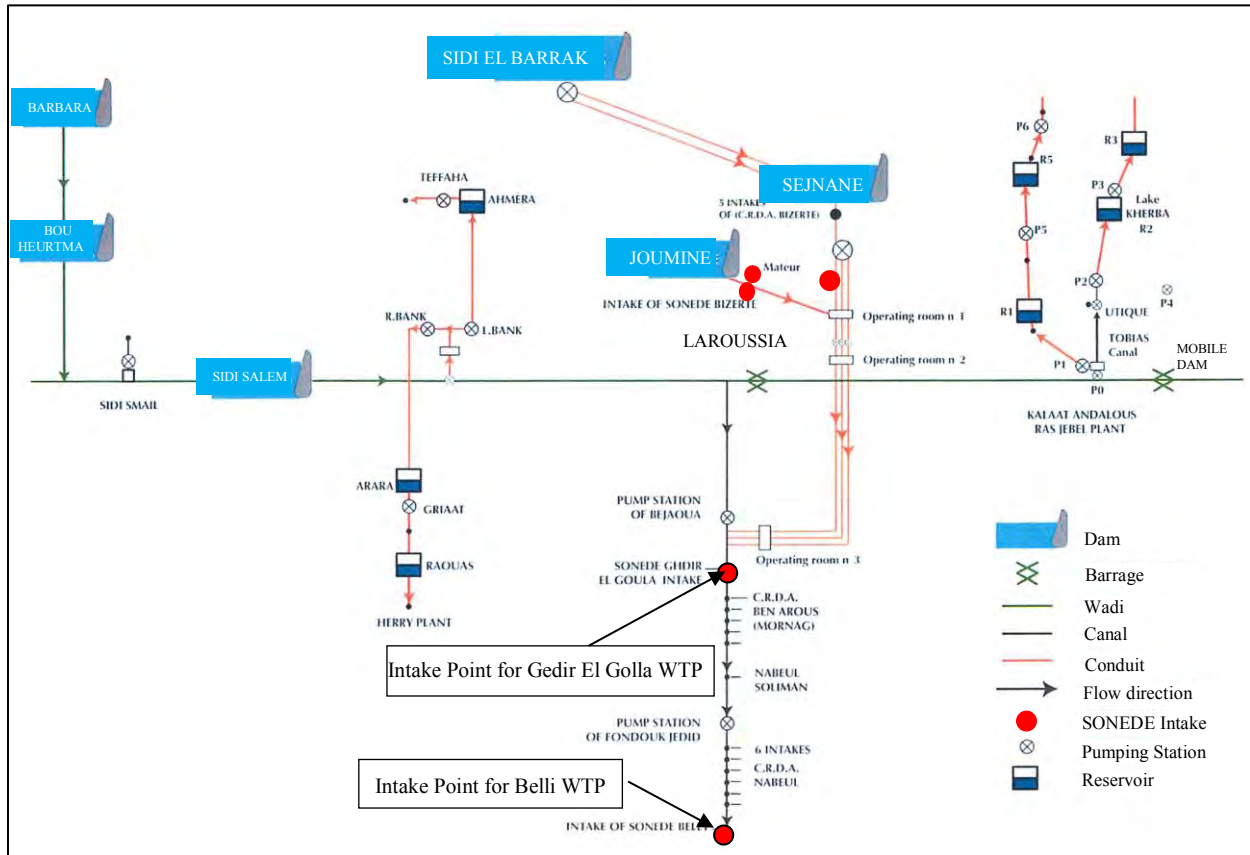 SIDI EL BARRAK
BARBARA
BOU
HEURTMA
SEJNANE
5 INTAKES
OF (C.R.D.A. BIZERTE)
JOUMINE
Mateur
INTAKE OF SONEDE BIZERTE
Operating room n 1
Operating room n 2
LAROUSSIA
TEFFAHA
AHMERA
R.BANK
L.BANK
SIDI SALEM
SIDI SMAIL
P6
R5
P5
R1
P1
R3
P3
Lake
KHERBA
R2
P2
UTIQUE
P4
TOBIAS
Canal
P0
MOBILE
DAM
KALAAT ANDALOUS
RAS JEBEL PLANT
ARARA
GRIAAT
RAOUAS
HERRY PLANT
PUMP STATION
OF BEJAOUA
Operating room n 3
SONEDE GHDIR
EL GOULA INTAKE
C.R.D.A.
BEN AROUS
(MORNAG)
Intake Point for Gedir El Golla WTP
NABEUL
SOLIMAN
PUMP STATION
OF FONDOUK JEDID
6 INTAKES
C.R.D.A.
NABEUL
Intake Point for Belli WTP
INTAKE OF SONEDE
Dam
Barrage
Wadi
Canal
Conduit
Flow direction
SONEDE Intake
Pumping Station
Reservoir